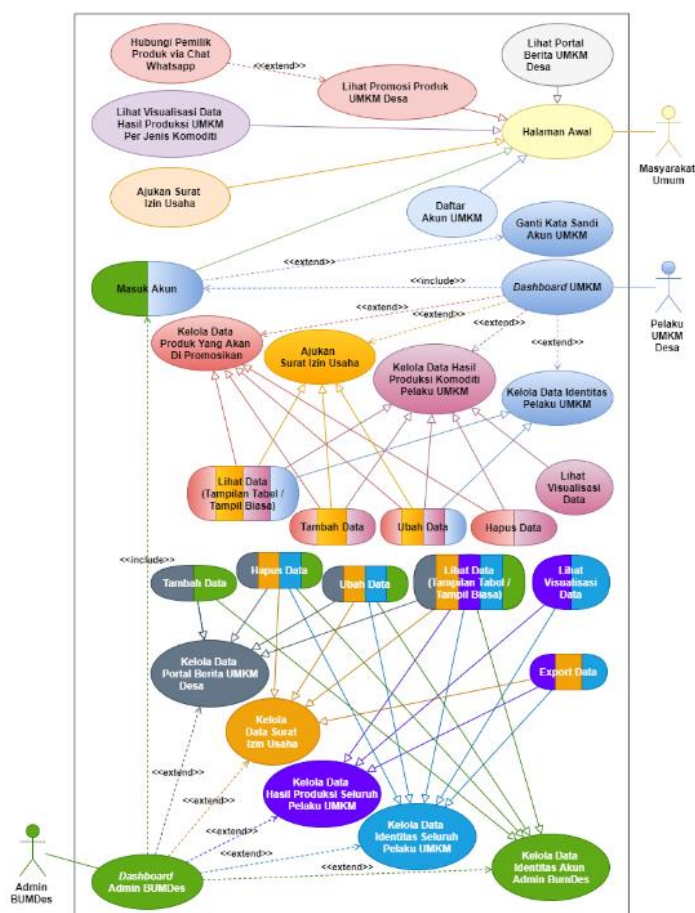 Hubungi Pemilik
Produk via Chat
Whatsapp
<<extend>>
Lihat Promosi Produk
UMKM Desa
Lihat Portal
Berita UMKM
Desa
Lihat Visualisasi Data
Hasil Produksi UMKM
Per Jenis Komoditi
Halaman Awal
Masyarakat
Umum
Ajukan Surat
Izin Usaha
Daftar
Akun UMKM
Ganti Kata Sandi
Akun UMKM
<<extend>>
Masuk Akun
<<include>>
Dashboard UMKM
Pelaku
UMKM
Desa
<<extend>>
<<extend>>
<<extend>>
<<extend>>
Kelola Data
Produk Yang Akan
Di Promosikan
Ajukan
Surat Izin Usaha
Kelola Data Hasil
Produksi Komoditi
Pelaku UMKM
Kelola Data Identitas
Pelaku UMKM
Lihat Data
(Tampilan Tabel /
Tampil Biasa)
Tambah Data
Ubah Data
Hapus Data
Lihat
Visualisasi
Data
<<include>>
Tambah Data
Hapus Data
Ubah Data
Lihat Data
(Tampilan Tabol /
Tampil Biasa)
Lihat
Visualisasi
Data
Kelola Data
Portal Berita UMKM
Desa
Export Data
Kelola
Data Surat
Izin Usaha
<<extend>>
Kelola Data
Hasil Produksi Seluruh
Pelaku UMKM
<<extend>>
<<extend>>
Kelola Data
Identitas Seluruh
Pelaku UMKM
<<extend>>
<<extend>>
Kelola Data
Identitas Akun
Admin BumDes
Admin
BUMDes
Dashboard
Admin BUMDes